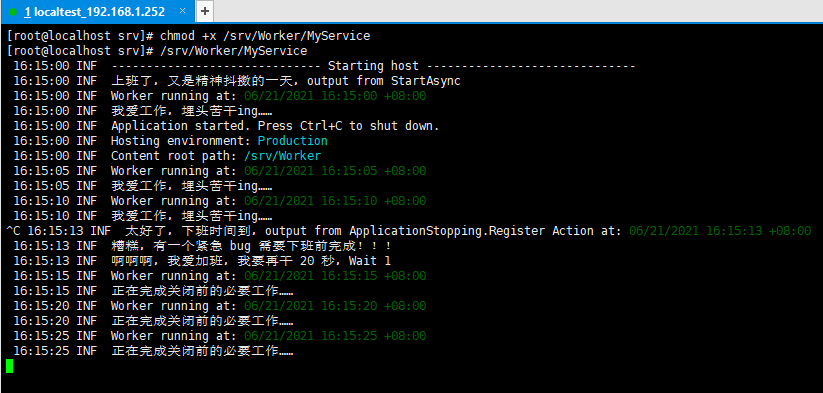 1 localtest_192.168.1.252 × +
[root@localhost srv]# chmod +x /srv/Worker/MyService
[root@localhost srv]# /srv/Worker/MyService
16:15:00 INF ------------------------------ Starting host ------------------------------
16:15:00 INF 上班了，又是精神抖擞的一天，output from StartAsync
16:15:00 INF Worker running at: 06/21/2021 16:15:00 +08:00
16:15:00 INF 我爱工作，埋头苦干ing……
16:15:00 INF Application started. Press Ctrl+C to shut down.
16:15:00 INF Hosting environment: Production
16:15:00 INF Content root path: /srv/Worker
16:15:05 INF Worker running at: 06/21/2021 16:15:05 +08:00
16:15:05 INF 我爱工作，埋头苦干ing……
16:15:10 INF Worker running at: 06/21/2021 16:15:10 +08:00
16:15:10 INF 我爱工作，埋头苦干ing……
^C 16:15:13 INF 太好了，下班时间到，output from ApplicationStopping.Register Action at: 06/21/2021 16:15:13 +08:00
16:15:13 INF 糟糕，有一个紧急 bug 需要下班前完成！！！
16:15:13 INF 啊啊啊，我爱加班，我要再干 20 秒，Wait 1
16:15:15 INF Worker running at: 06/21/2021 16:15:15 +08:00
16:15:15 INF 正在完成关闭前的必要工作……
16:15:20 INF Worker running at: 06/21/2021 16:15:20 +08:00
16:15:20 INF 正在完成关闭前的必要工作……
16:15:25 INF Worker running at: 06/21/2021 16:15:25 +08:00
16:15:25 INF 正在完成关闭前的必要工作……